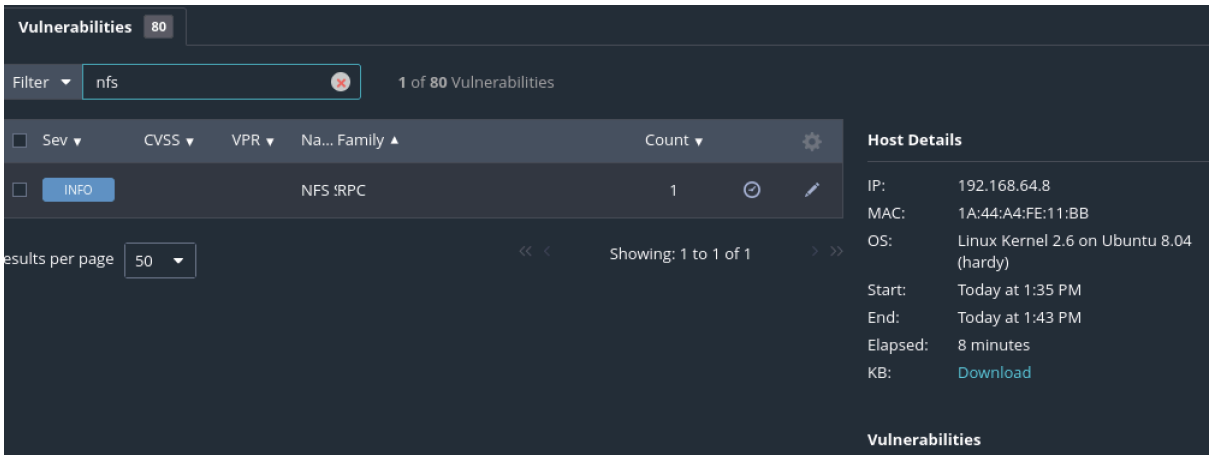 Vulnerabilities 80
Filter nfs 1 of 80 Vulnerabilities
Sev CVSS VPR Na... Family Count
INFO NFS RPC 1
esults per page 50 Showing: 1 to 1 of 1
Host Details
IP: 192.168.64.8
MAC: 1A:44:A4:FE:11:BB
OS: Linux Kernel 2.6 on Ubuntu 8.04
(hardy)
Start: Today at 1:35 PM
End: Today at 1:43 PM
Elapsed: 8 minutes
KB: Download
Vulnerabilities